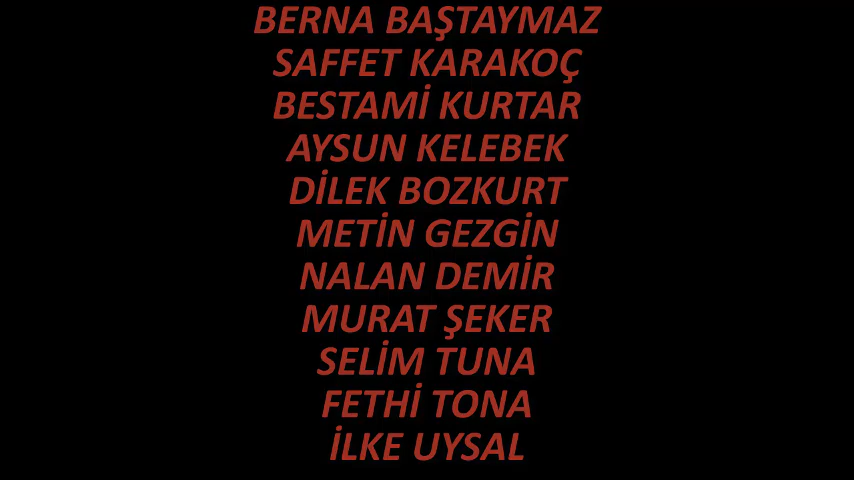 BERNA BAŞTAYMAZ
SAFFET KARAKOÇ
BESTAMİ KURTAR
AYSUN KELEBEK
DİLEK BOZKURT
METİN GEZGİN
NALAN DEMİR
MURAT ŞEKER
SELİM TUNA
FETHİ TONA
İLKE UYSAL